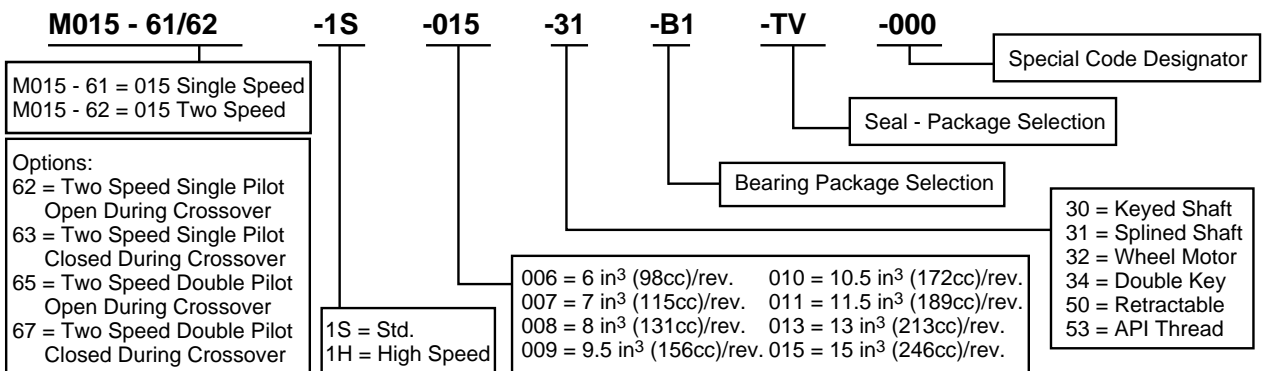 M015 - 61/62 -1S -015 -31 -B1 -TV -000
Special Code Designator
M015 - 61 = 015 Single Speed
M015 - 62 = 015 Two Speed
Seal - Package Selection
Options:
62 = Two Speed Single Pilot
Open During Crossover
63 = Two Speed Single Pilot
Closed During Crossover
65 = Two Speed Double Pilot
Open During Crossover
67 = Two Speed Double Pilot
Closed During Crossover
Bearing Package Selection
1S = Std.
1H = High Speed
006 = 6 in³ (98cc)/rev. 010 = 10.5 in³ (172cc)/rev.
007 = 7 in³ (115cc)/rev. 011 = 11.5 in³ (189cc)/rev.
008 = 8 in³ (131cc)/rev. 013 = 13 in³ (213cc)/rev.
009 = 9.5 in³ (156cc)/rev. 015 = 15 in³ (246cc)/rev.
30 = Keyed Shaft
31 = Splined Shaft
32 = Wheel Motor
34 = Double Key
50 = Retractable
53 = API Thread